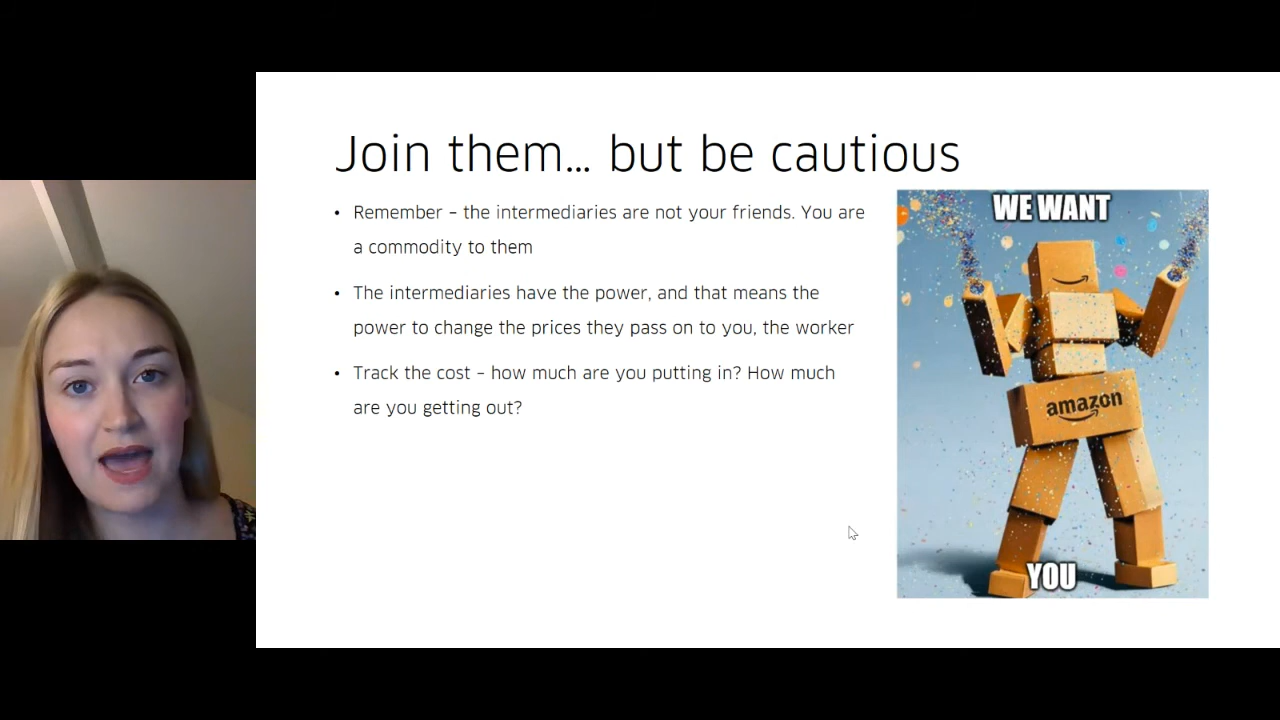 Join them... but be cautious
• Remember – the intermediaries are not your friends. You are
a commodity to them
• The intermediaries have the power, and that means the
power to change the prices they pass on to you, the worker
• Track the cost – how much are you putting in? How much
are you getting out?
WE WANT
amazon
YOU